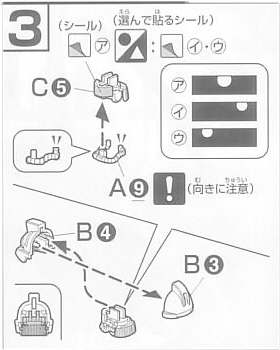 3
(シール) (選んで貼るシール)
えら は
ア : イ・ウ
C5
ア
イ
ウ
A9 ! (向きに注意)
む ちゅうい
B4
B3